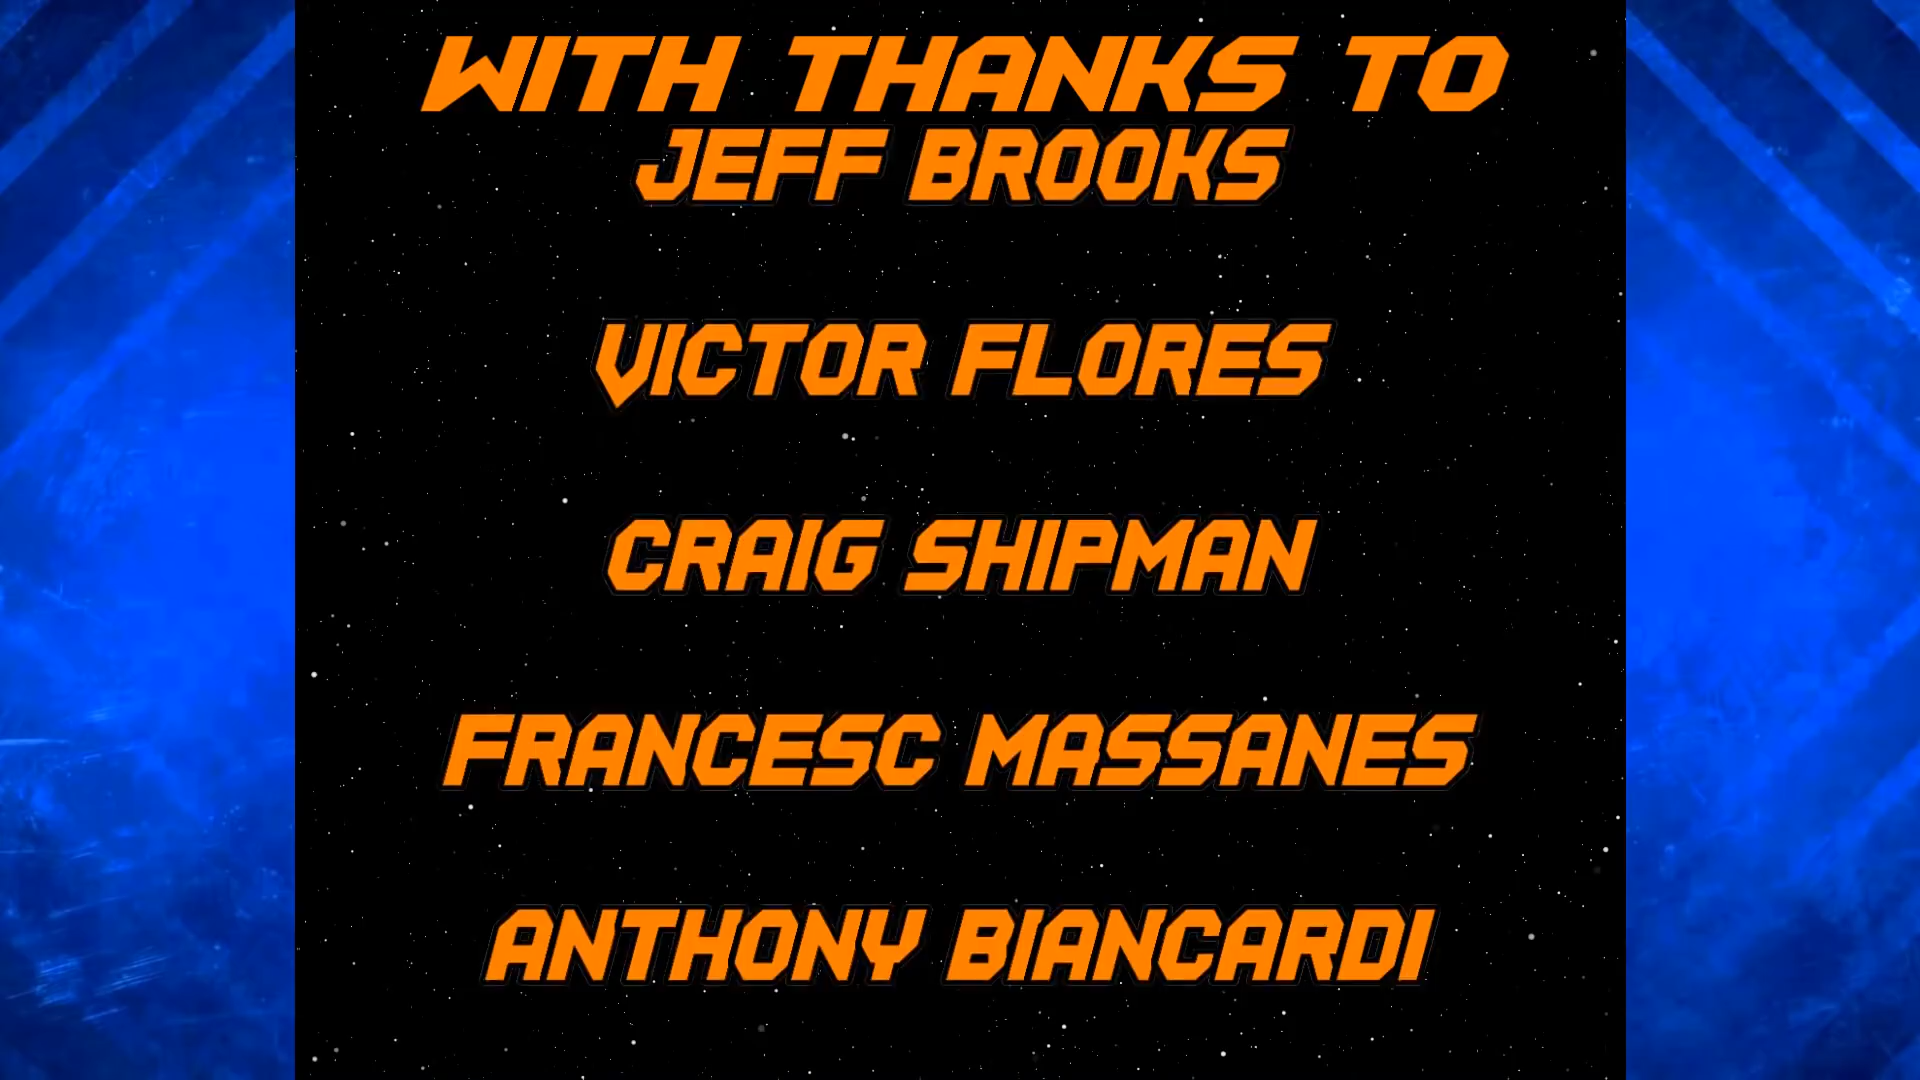 WITH THANKS TO
JEFF BROOKS
VICTOR FLORES
CRAIG SHIPMAN
FRANCESC MASSANES
ANTHONY BIANCARDI